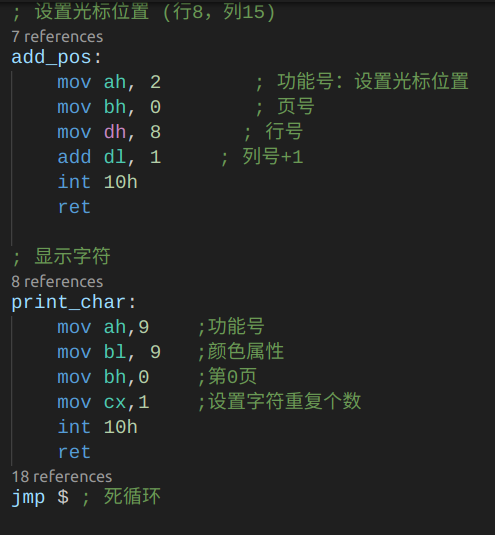 ; 设置光标位置 (行8，列15)
7 references
add_pos:
mov ah, 2 ; 功能号：设置光标位置
mov bh, 0 ; 页号
mov dh, 8 ; 行号
add dl, 1 ; 列号+1
int 10h
ret
; 显示字符
8 references
print_char:
mov ah,9 ;功能号
mov bl, 9 ;颜色属性
mov bh,0 ;第0页
mov cx,1 ;设置字符重复个数
int 10h
ret
18 references
jmp $ ; 死循环